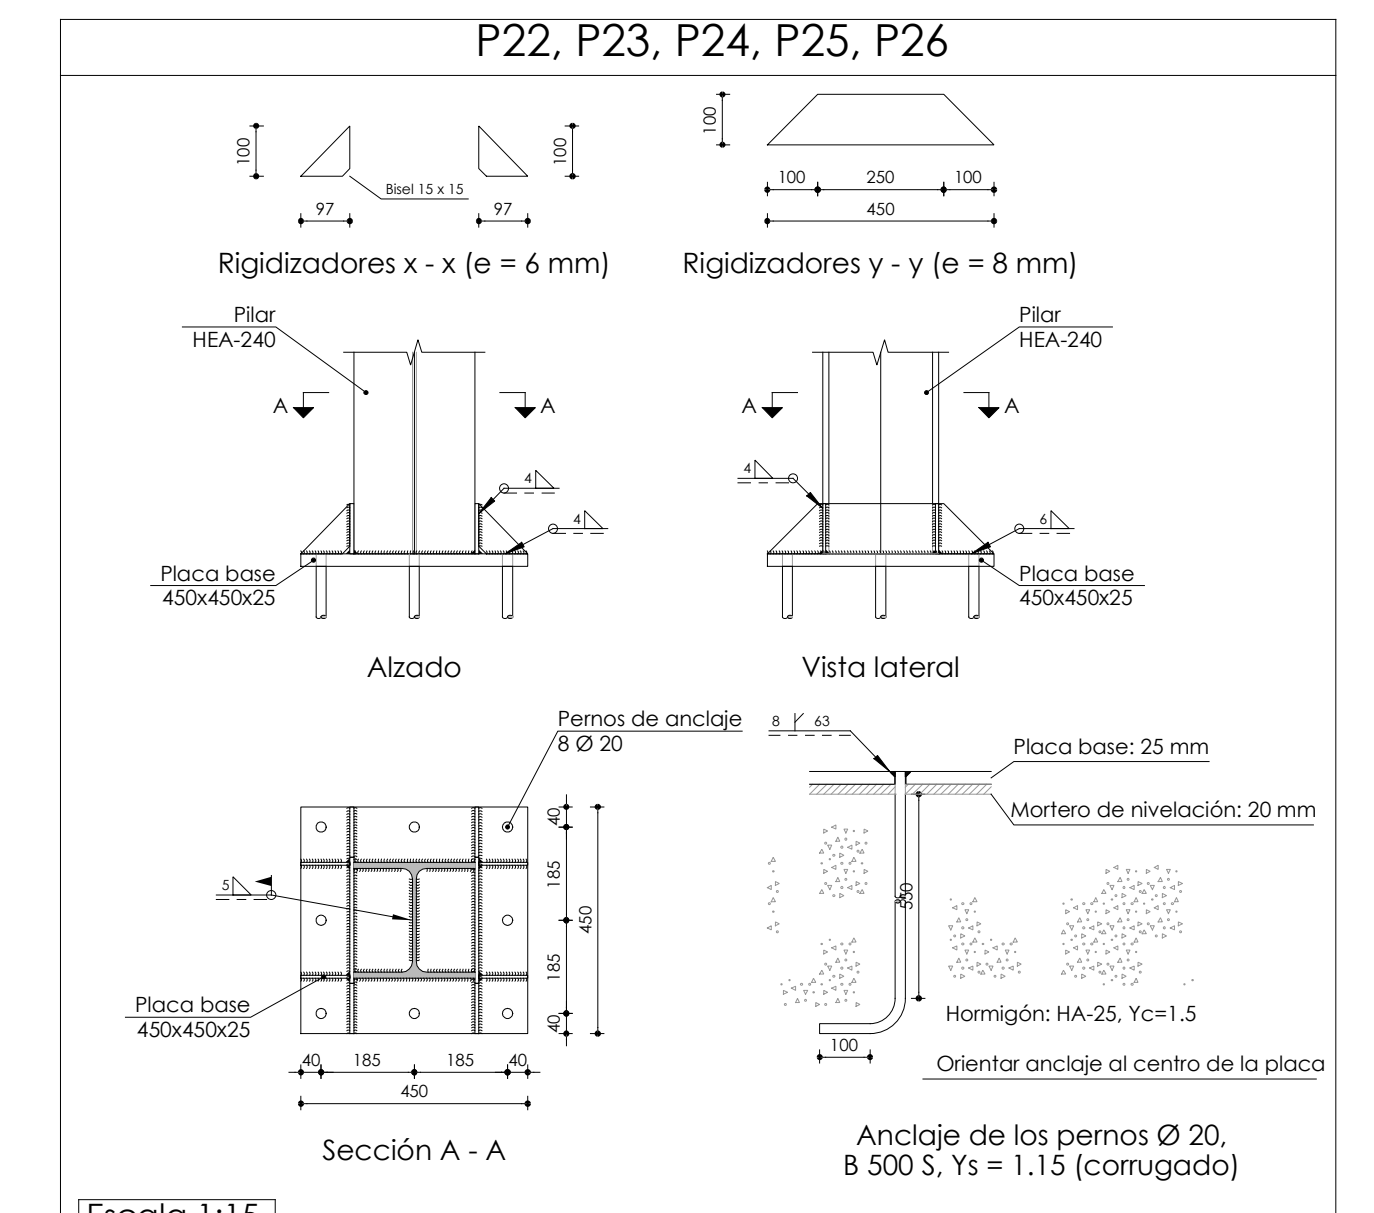 P22, P23, P24, P25, P26
100
100
Bisel 15 x 15
97
97
Rigidizadores x - x (e = 6 mm)
100
100 250 100
450
Rigidizadores y - y (e = 8 mm)
Pilar
HEA-240
A A
4
4
Placa base
450x450x25
Alzado
Pilar
HEA-240
A A
4
6
Placa base
450x450x25
Vista lateral
Pernos de anclaje
8 Ø 20
5
40
185
450
185
40
Placa base
450x450x25
40 185 185 40
450
Sección A - A
8 63
Placa base: 25 mm
Mortero de nivelación: 20 mm
Hormigón: HA-25, Yc=1.5
100
Orientar anclaje al centro de la placa
Anclaje de los pernos Ø 20,
B 500 S, Ys = 1.15 (corrugado)
Escala 1:15